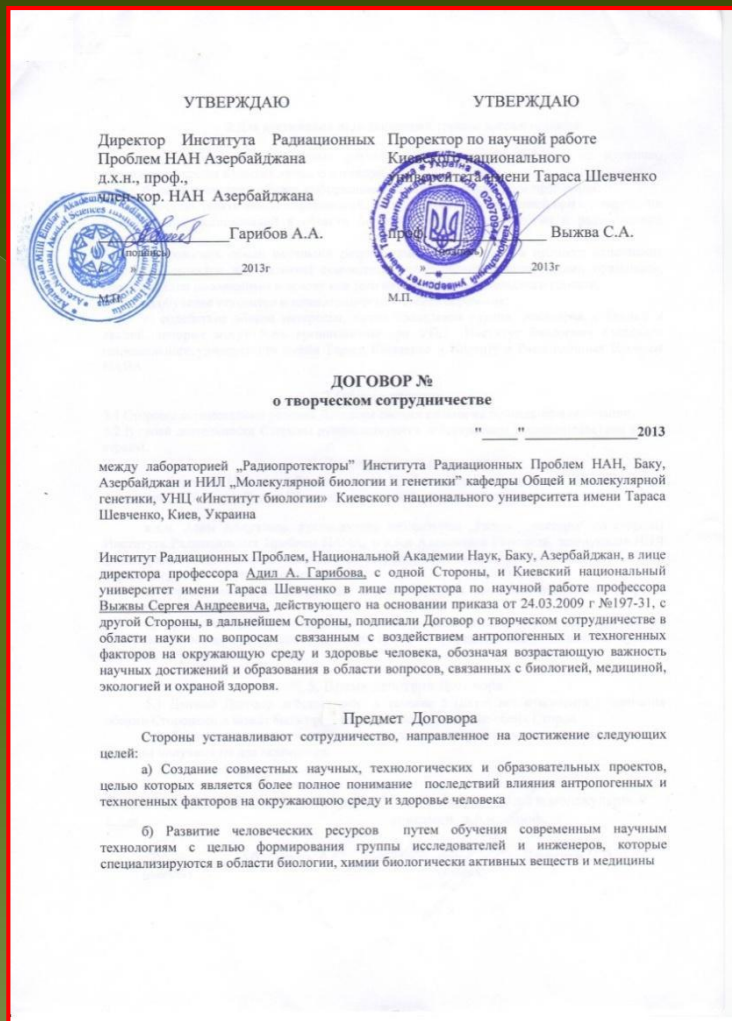 УТВЕРЖДАЮ
Директор Института Радиационных
Проблем НАН Азербайджана
д.х.н., проф.,
член-кор. НАН Азербайджана
Гарибов А.А.
(подпись)
"____"______________2013г
М.П.
УТВЕРЖДАЮ
Проректор по научной работе
Киевского национального
Университета имени Тараса Шевченко
проф. ________________ Выжва С.А.
"____"______________2013г
М.П.
ДОГОВОР №
о творческом сотрудничестве
"_____"________________2013
между лабораторией „Радиопротекторы” Института Радиационных Проблем НАН, Баку,
Азербайджан и НИЛ „Молекулярной биологии и генетики” кафедры Общей и молекулярной
генетики, УНЦ «Институт биологии» Киевского национального университета имени Тараса
Шевченко, Киев, Украина
Институт Радиационных Проблем, Национальной Академии Наук, Баку, Азербайджан, в лице
директора профессора Адил А. Гарибова, с одной Стороны, и Киевский национальный
университет имени Тараса Шевченко в лице проректора по научной работе профессора
Выжвы Сергея Андреевича, действующего на основании приказа от 24.03.2009 г №197-31, с
другой Стороны, в дальнейшем Стороны, подписали Договор о творческом сотрудничестве в
области науки по вопросам связанным с воздействием антропогенных и техногенных
факторов на окружающую среду и здоровье человека, обозначая возрастающую важность
научных достижений и образования в области вопросов, связанных с биологией, медициной,
экологией и охраной здоровя.
Предмет Договора
Стороны устанавливают сотрудничество, направленное на достижение следующих
целей:
а) Создание совместных научных, технологических и образовательных проектов,
целью которых является более полное понимание последствий влияния антропогенных и
техногенных факторов на окружающюю среду и здоровье человека
б) Развитие человеческих ресурсов путем обучения современным научным
технологиям с целью формирования группы исследователей и инженеров, которые
специализируются в области биологии, химии биологически активных веществ и медицины